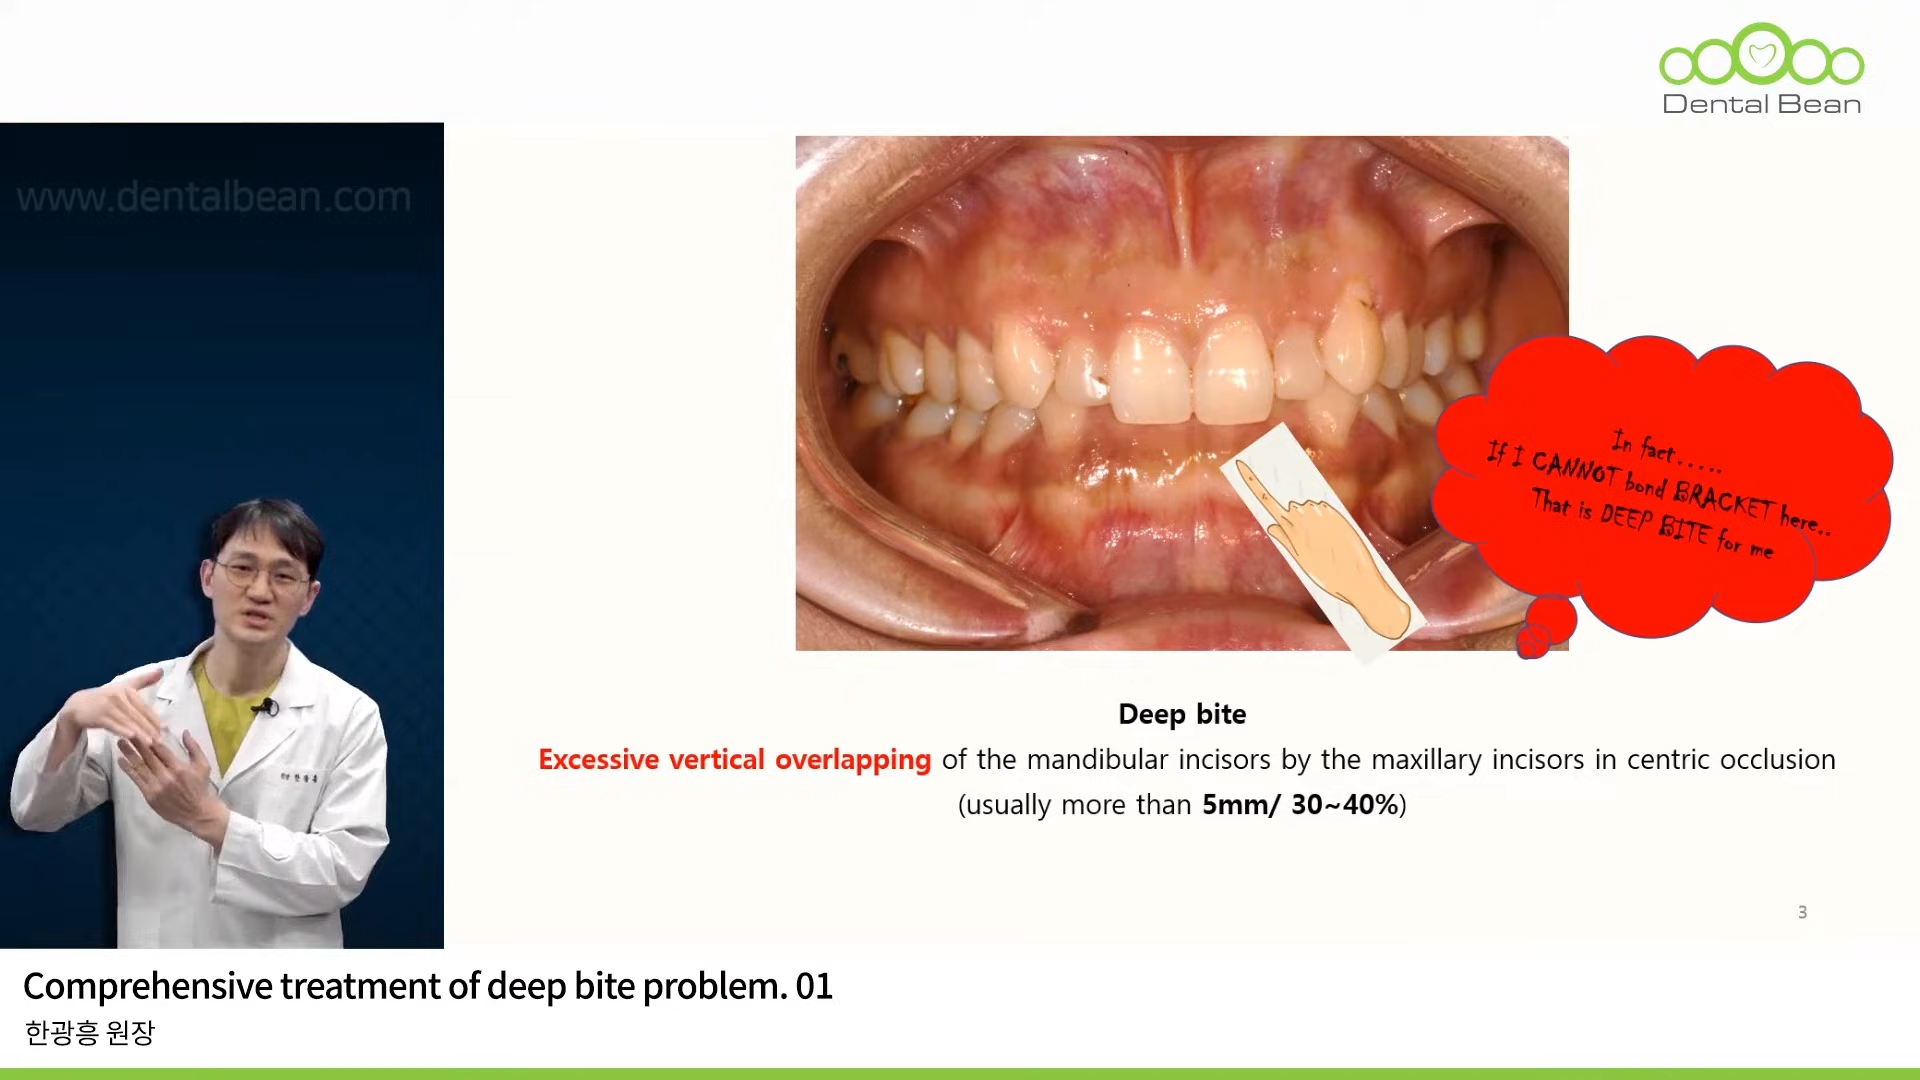 Dental Bean
www.dentalbean.com
In fact.....
If I CANNOT bond BRACKET here..
That is DEEP BITE for me
Deep bite
Excessive vertical overlapping of the mandibular incisors by the maxillary incisors in centric occlusion
(usually more than 5mm/ 30~40%)
3
Comprehensive treatment of deep bite problem. 01
한광흥 원장